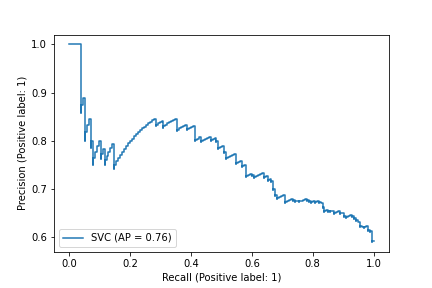 1.0
0.9
0.8
0.7
0.6
Precision (Positive label: 1)
SVC (AP = 0.76)
0.0 0.2 0.4 0.6 0.8 1.0
Recall (Positive label: 1)